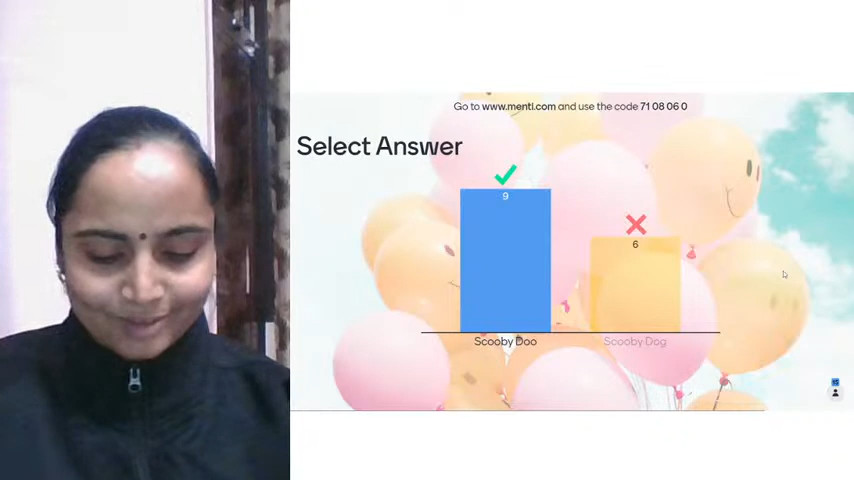 Go to www.menti.com and use the code 71 08 06 0
Select Answer
9
6
Scooby Doo
Scooby Dog
15